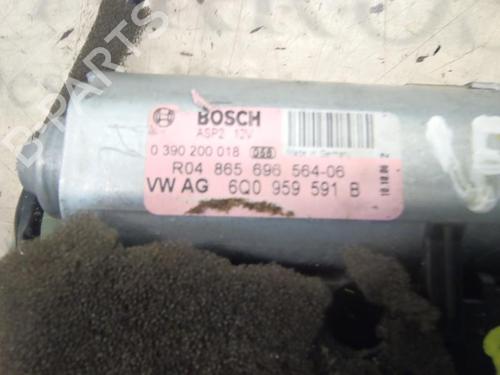 BOSCH
ASP2 12V
0 390 200 018
Made in Germany
R04 865 696 564-06
VW AG 6Q0 959 591 B